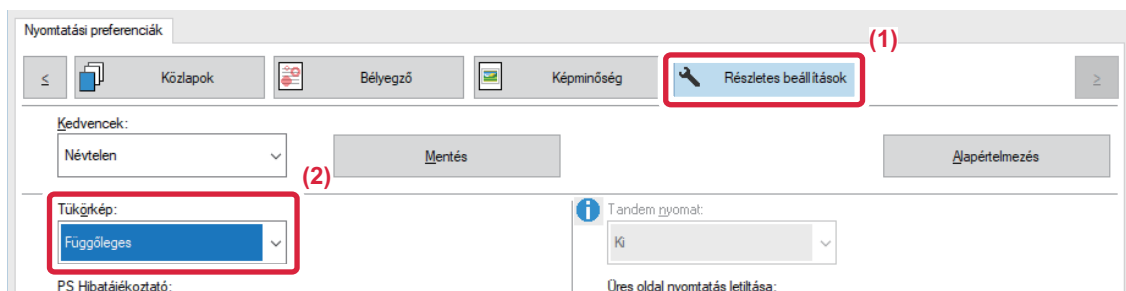 Nyomtatási preferenciák
(1)
≤ Közlapok Bélyegző Képminőség Részletes beállítások ≥
Kedvencek:
Névtelen Mentés Alapértelmezés
(2)
Tükörkép: Tandem nyomat:
Függőleges Ki
PS Hibatájékoztató: Üres oldal nyomtatás letiltása: